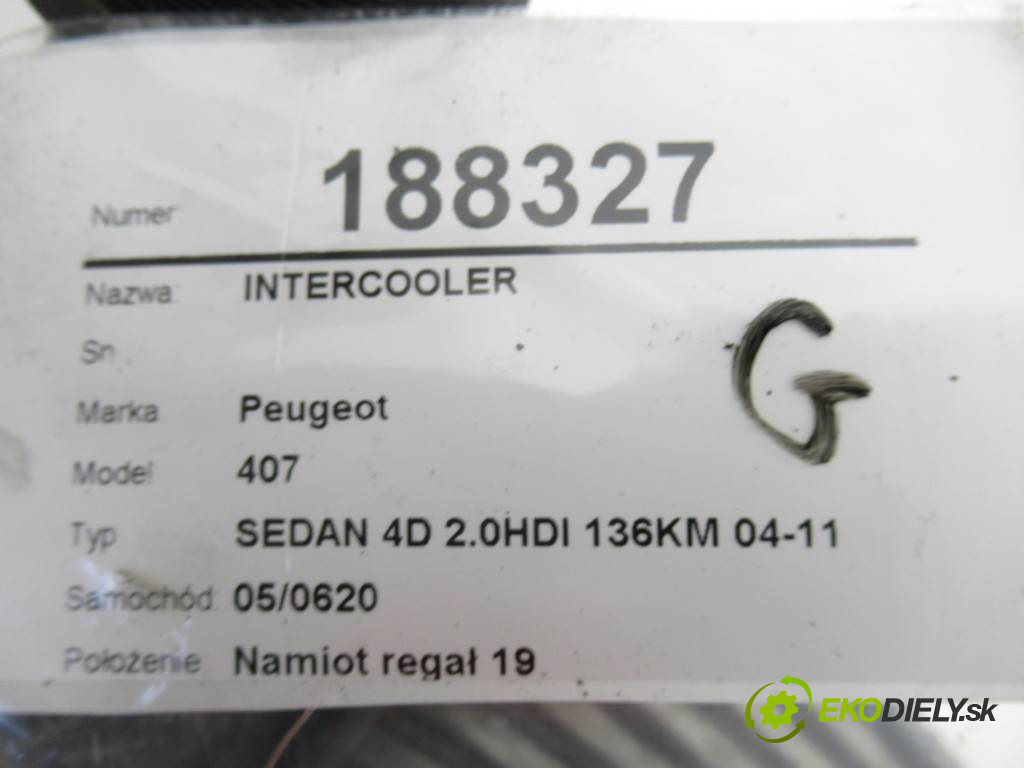 Numer 188327
Nazwa: INTERCOOLER
Sn
Marka Peugeot
Model 407
Typ SEDAN 4D 2.0HDI 136KM 04-11
Samochód: 05/0620
Położenie: Namiot regał 19
G
EKODIELY.sk